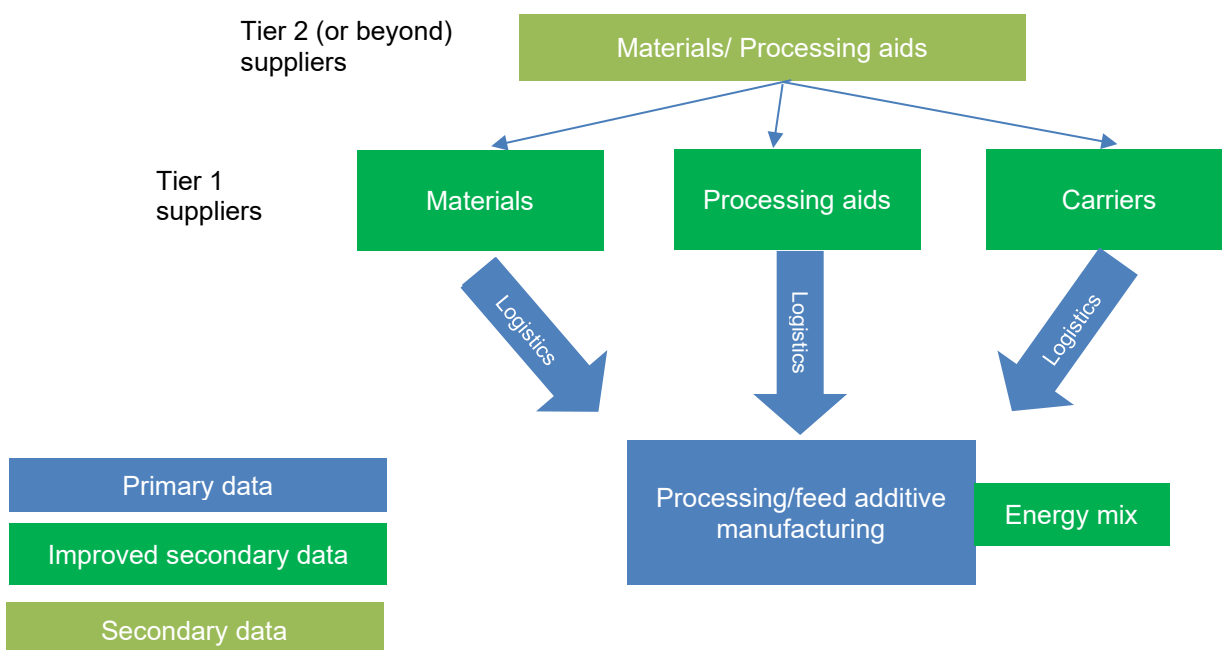 Tier 2 (or beyond)
suppliers
Materials/ Processing aids
Tier 1
suppliers
Materials
Processing aids
Carriers
Logistics
Logistics
Logistics
Processing/feed additive
manufacturing
Energy mix
Primary data
Improved secondary data
Secondary data